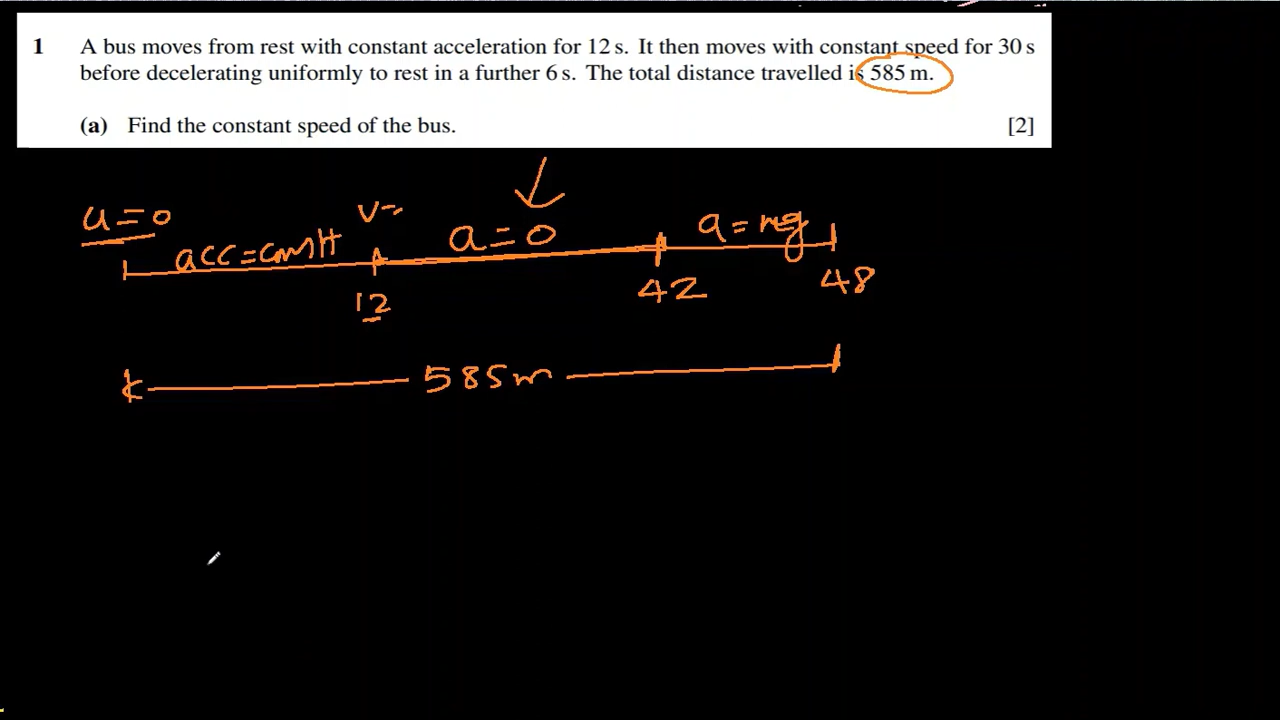 1 A bus moves from rest with constant acceleration for 12 s. It then moves with constant speed for 30 s
before decelerating uniformly to rest in a further 6 s. The total distance travelled is 585 m.
(a) Find the constant speed of the bus. [2]
u=0
acc=const
v=
a=0
a=neg
12
42
48
585m